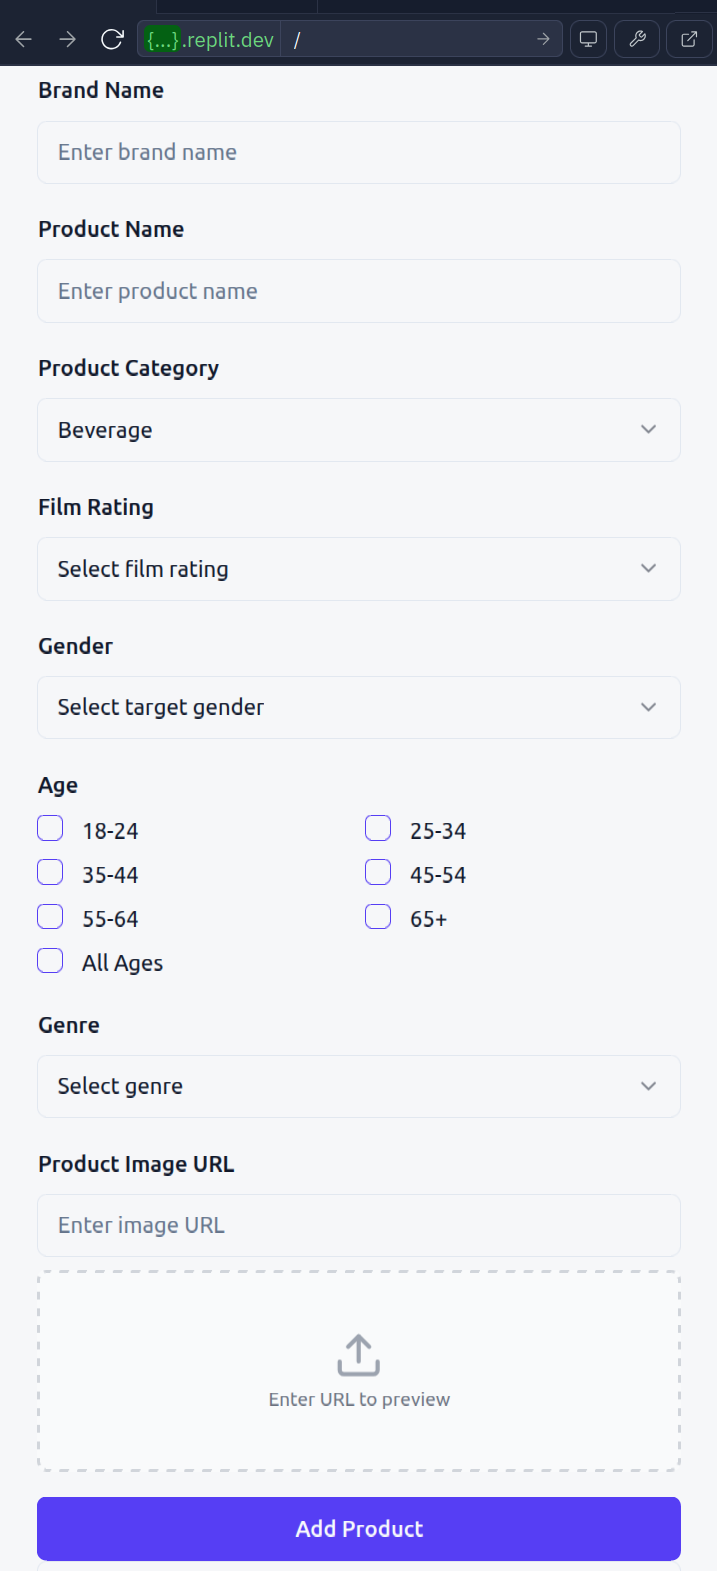 {...}.replit.dev /
Brand Name
Enter brand name
Product Name
Enter product name
Product Category
Beverage
Film Rating
Select film rating
Gender
Select target gender
Age
18-24 25-34
35-44 45-54
55-64 65+
All Ages
Genre
Select genre
Product Image URL
Enter image URL
Enter URL to preview
Add Product